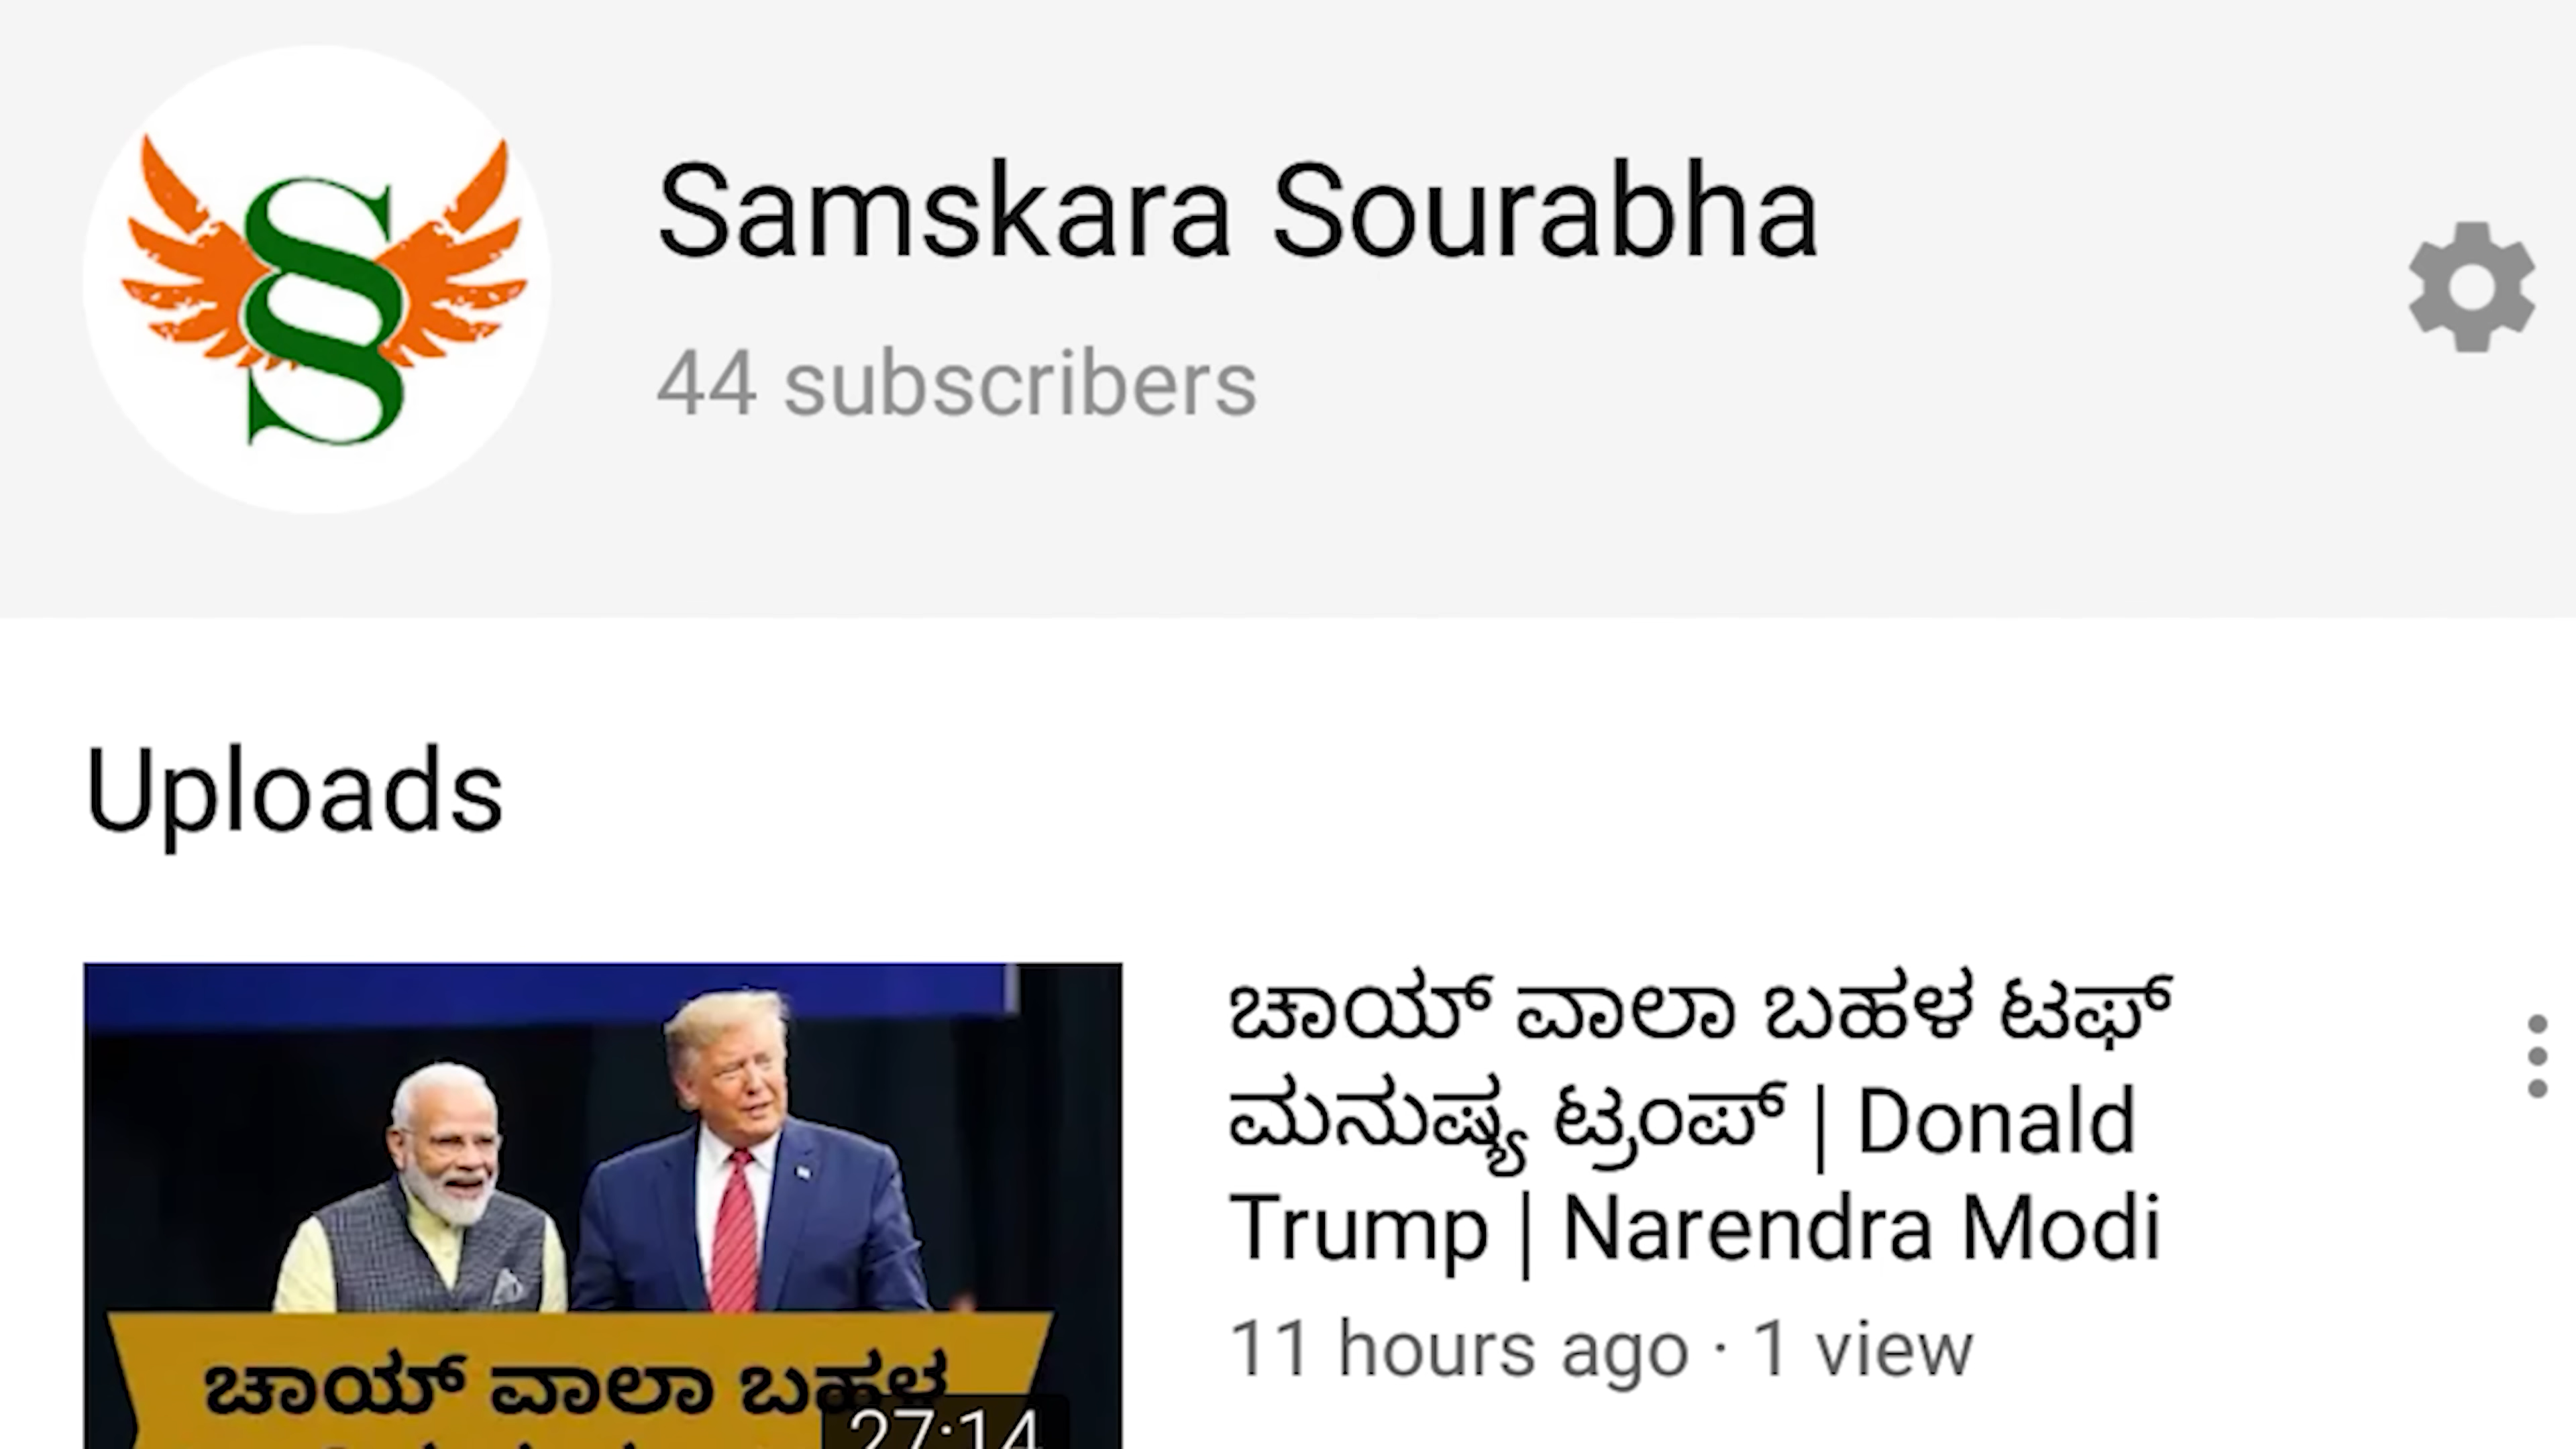 Samskara Sourabha
44 subscribers
Uploads
ಚಾಯ್ ವಾಲಾ ಬಹಳ ಟಫ್
ಮನುಷ್ಯ ಟ್ರಂಪ್ | Donald
Trump | Narendra Modi
11 hours ago · 1 view
ಚಾಯ್ ವಾಲಾ ಬಹಳ
27:14